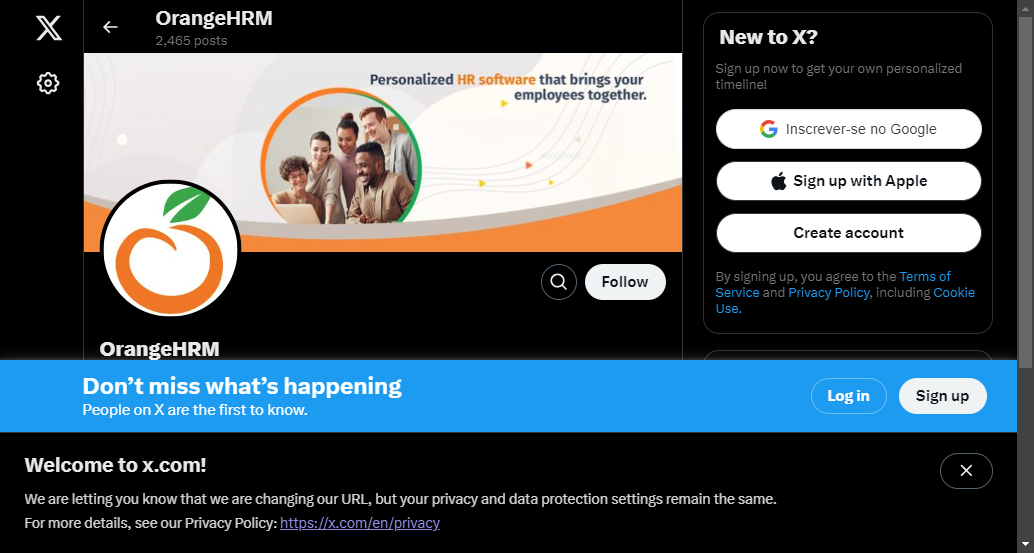 OrangeHRM
2,465 posts
Personalized HR software that brings your
employees together.
Follow
OrangeHRM
New to X?
Sign up now to get your own personalized
timeline!
Inscrever-se no Google
Sign up with Apple
Create account
By signing up, you agree to the Terms of
Service and Privacy Policy, including Cookie
Use.
Don’t miss what’s happening
People on X are the first to know.
Log in
Sign up
Welcome to x.com!
We are letting you know that we are changing our URL, but your privacy and data protection settings remain the same.
For more details, see our Privacy Policy: https://x.com/en/privacy